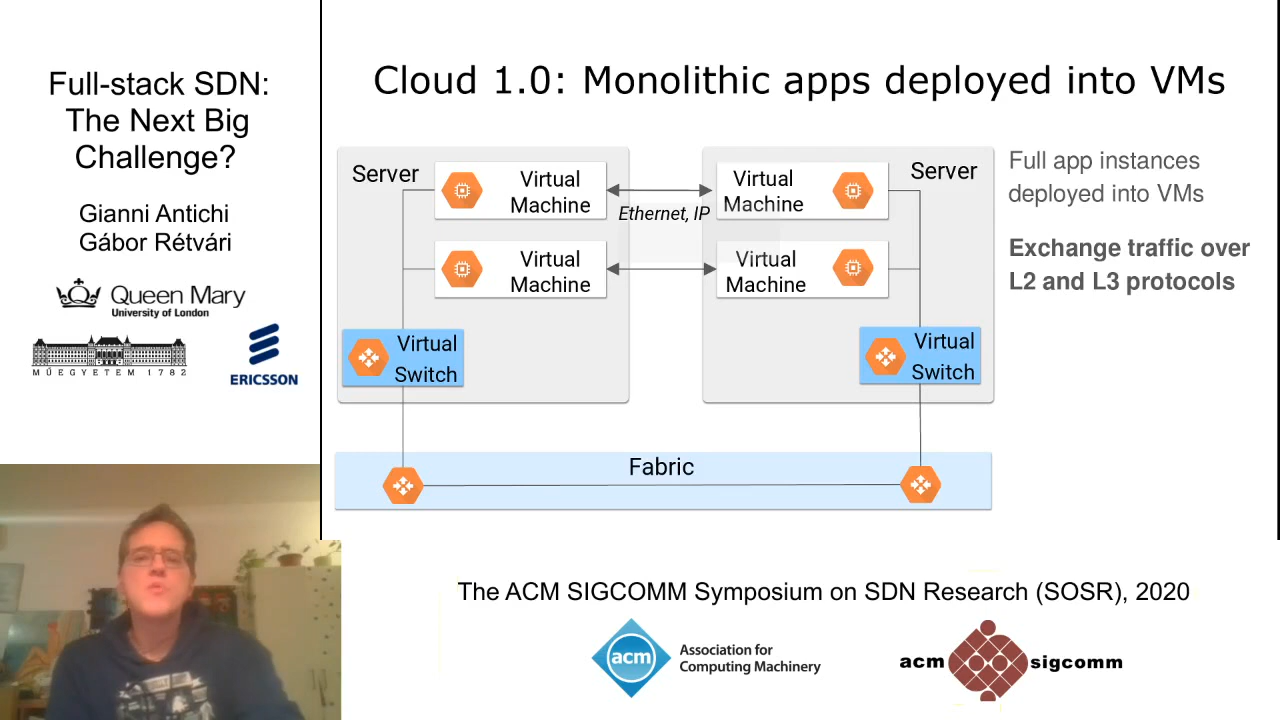 Full-stack SDN:
The Next Big
Challenge?
Gianni Antichi
Gábor Rétvári
Queen Mary
University of London
MŰEGYETEM 1782
ERICSSON
Cloud 1.0: Monolithic apps deployed into VMs
Server
Virtual
Machine
Ethernet, IP
Virtual
Machine
Server
Virtual
Machine
Virtual
Machine
Virtual
Switch
Virtual
Switch
Fabric
Full app instances
deployed into VMs
Exchange traffic over
L2 and L3 protocols
The ACM SIGCOMM Symposium on SDN Research (SOSR), 2020
acm
Association for
Computing Machinery
acm sigcomm